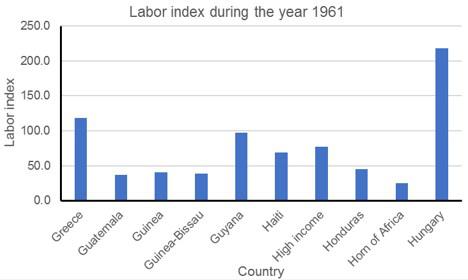 Labor index during the year 1961
250.0
200.0
150.0
100.0
50.0
0.0
Labor index
Greece
Guatemala
Guinea
Guinea-Bissau
Guyana
Haiti
High income
Honduras
Horn of Africa
Hungary
Country